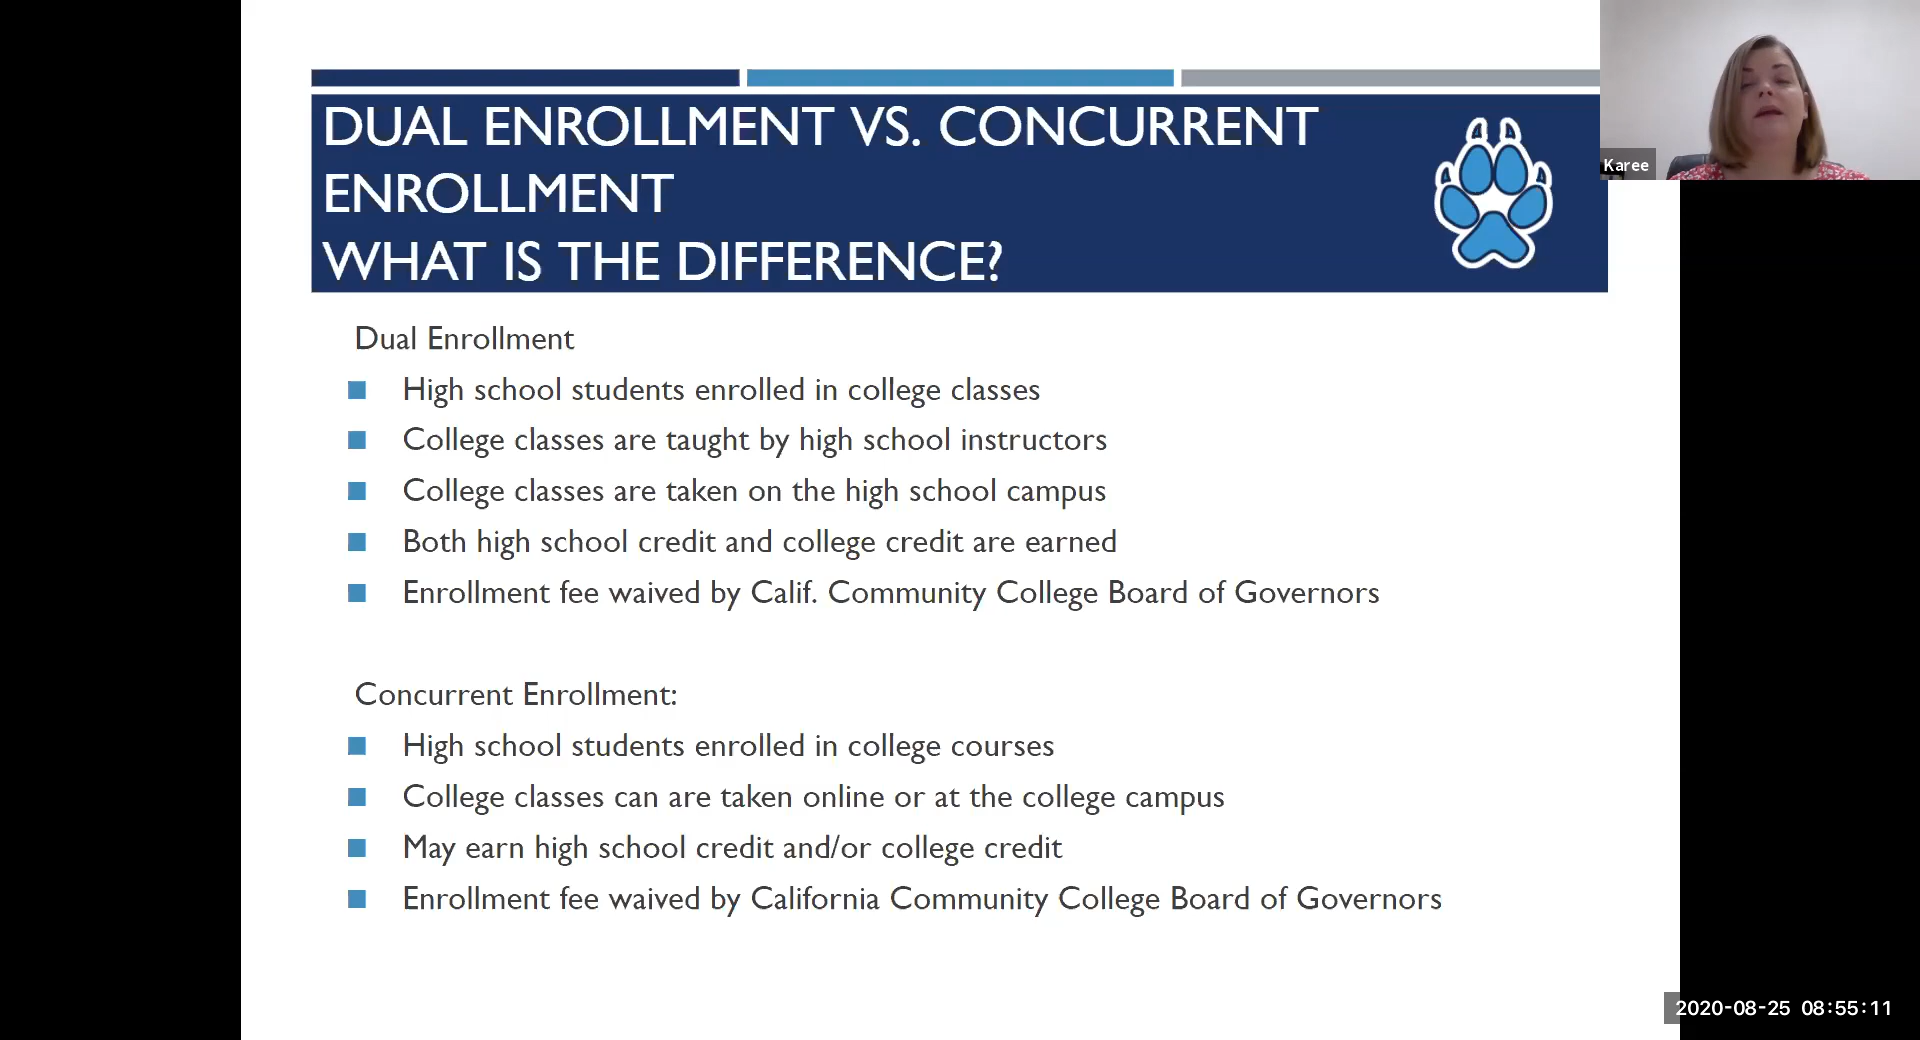 DUAL ENROLLMENT VS. CONCURRENT
ENROLLMENT
WHAT IS THE DIFFERENCE?
Karee
Dual Enrollment
High school students enrolled in college classes
College classes are taught by high school instructors
College classes are taken on the high school campus
Both high school credit and college credit are earned
Enrollment fee waived by Calif. Community College Board of Governors
Concurrent Enrollment:
High school students enrolled in college courses
College classes can are taken online or at the college campus
May earn high school credit and/or college credit
Enrollment fee waived by California Community College Board of Governors
2020-08-25 08:55:11